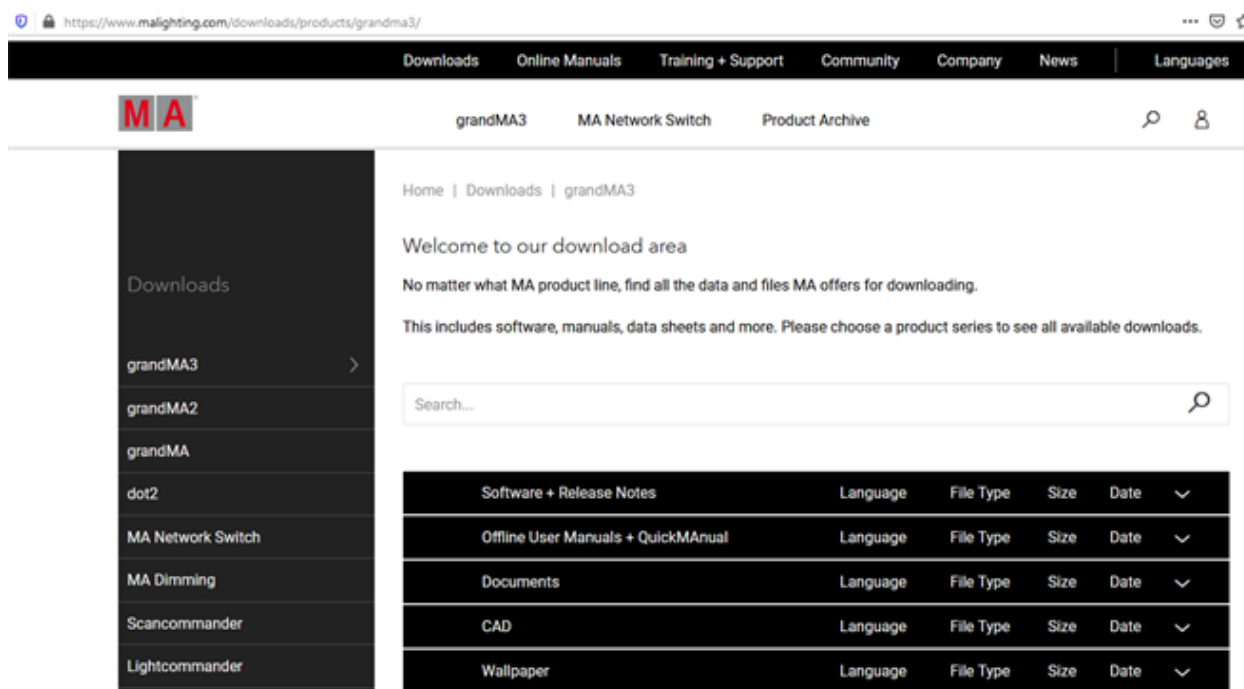 https://www.malighting.com/downloads/products/grandma3/
Downloads Online Manuals Training + Support Community Company News Languages
MA
grandMA3 MA Network Switch Product Archive
Home | Downloads | grandMA3
Welcome to our download area
No matter what MA product line, find all the data and files MA offers for downloading.
This includes software, manuals, data sheets and more. Please choose a product series to see all available downloads.
Search...
Downloads
grandMA3
grandMA2
grandMA
dot2
MA Network Switch
MA Dimming
Scancommander
Lightcommander
Software + Release Notes Language File Type Size Date
Offline User Manuals + QuickMAnual Language File Type Size Date
Documents Language File Type Size Date
CAD Language File Type Size Date
Wallpaper Language File Type Size Date